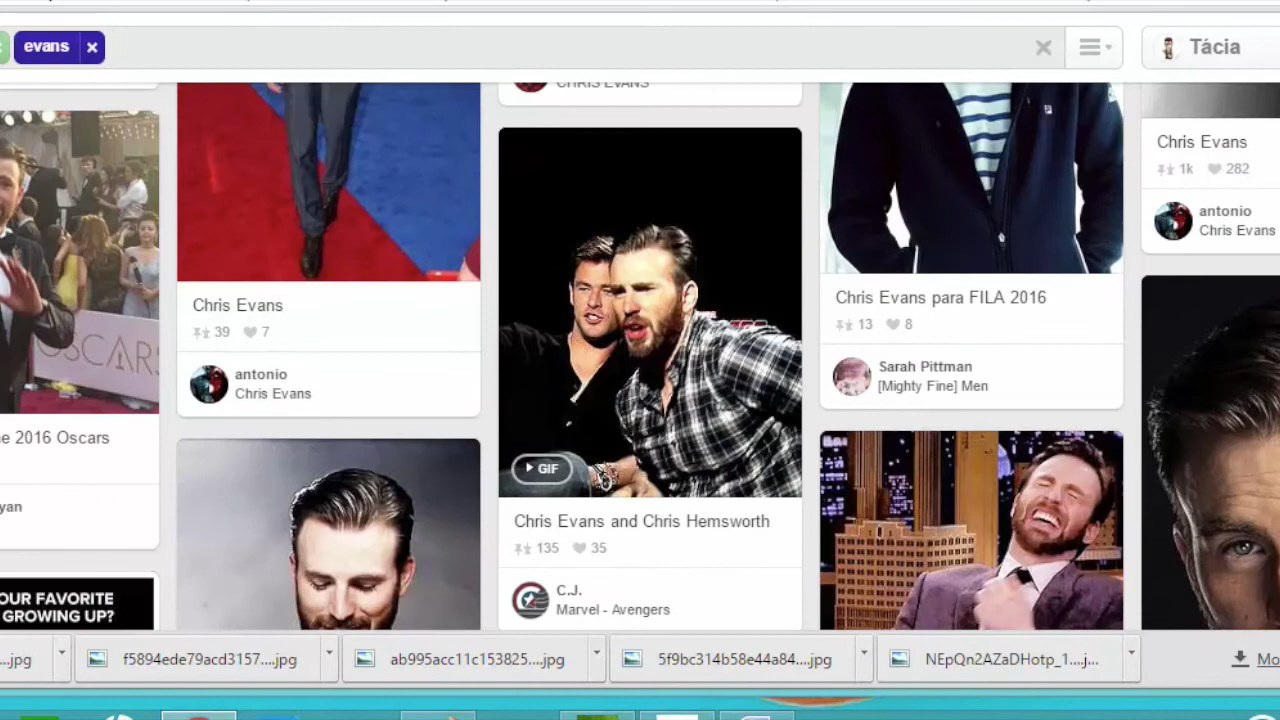 evans
Tácia
OSCARS
e 2016 Oscars
yan
OUR FAVORITE
GROWING UP?
Chris Evans
39 7
antonio
Chris Evans
CHRIS EVANS
GIF
Chris Evans and Chris Hemsworth
135 35
C.J.
Marvel - Avengers
Chris Evans para FILA 2016
13 8
Sarah Pittman
[Mighty Fine] Men
Chris Evans
1k 282
antonio
Chris Evans
...jpg
f5894ede79acd3157....jpg
ab995acc11c153825....jpg
5f9bc314b58e44a84....jpg
NEpQn2AZaDHotp_1....j...
Mo